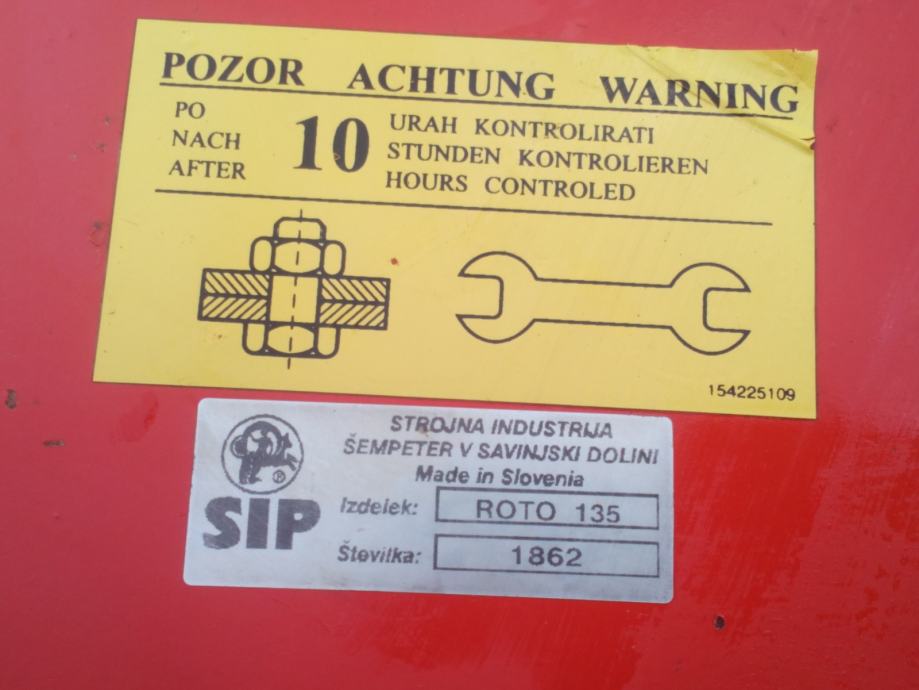 POZOR ACHTUNG WARNING
PO 10 URAH KONTROLIRATI
NACH STUNDEN KONTROLIEREN
AFTER HOURS CONTROLED
154225109
STROJNA INDUSTRIJA
ŠEMPETER V SAVINJSKI DOLINI
Made in Slovenia
SIP ®
Izdelek: ROTO 135
Številka: 1862